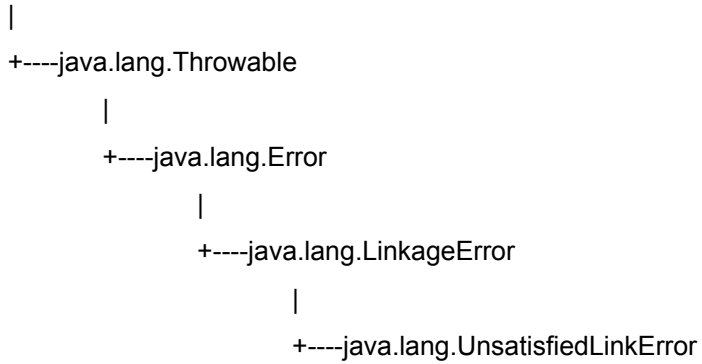 |
+----java.lang.Throwable
|
+----java.lang.Error
|
+----java.lang.LinkageError
|
+----java.lang.UnsatisfiedLinkError